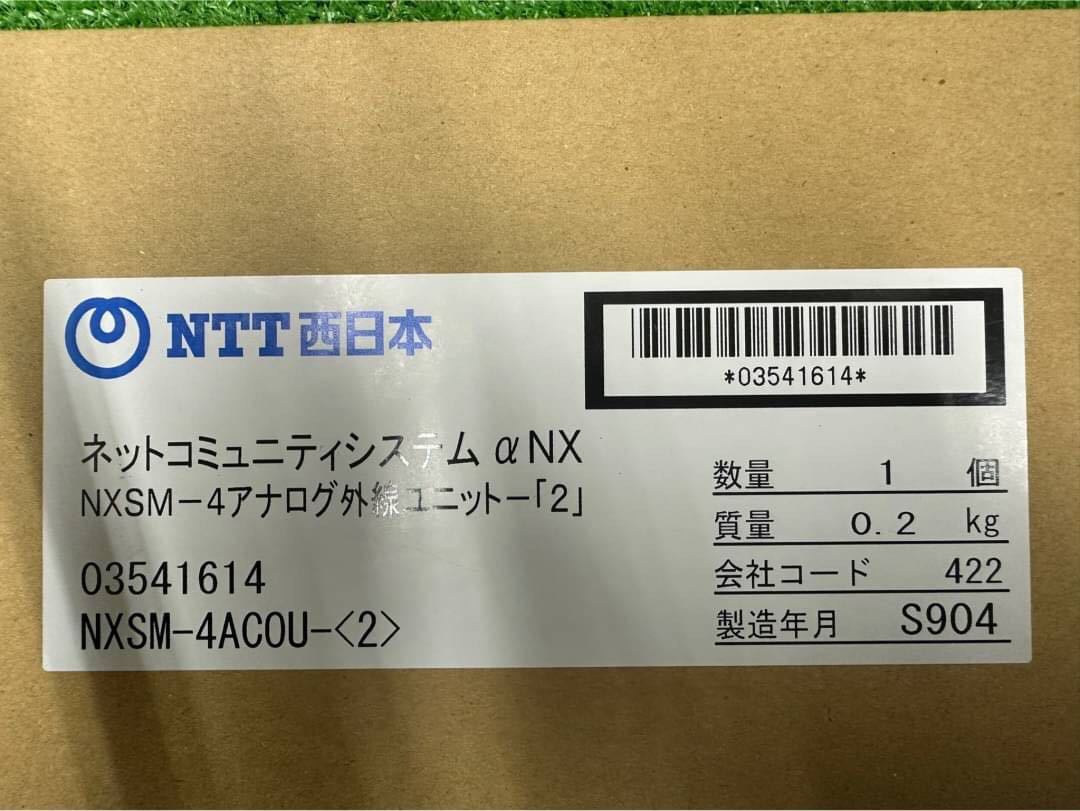 NTT西日本
*03541614*
ネットコミュニティシステム αNX
NXSM－4アナログ外線ユニットー「2」
03541614
NXSM-4ACOU-<2>
数量 1 個
質量 0.2 kg
会社コード 422
製造年月 S904